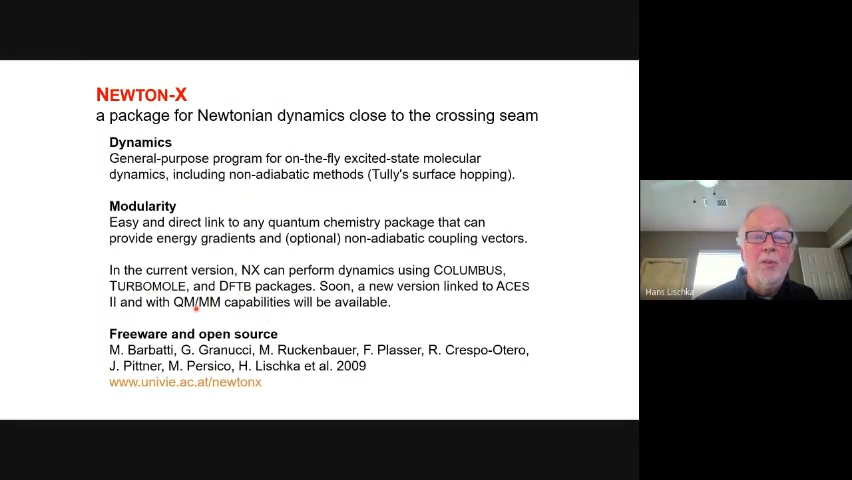 NEWTON-X
a package for Newtonian dynamics close to the crossing seam
Dynamics
General-purpose program for on-the-fly excited-state molecular
dynamics, including non-adiabatic methods (Tully's surface hopping).
Modularity
Easy and direct link to any quantum chemistry package that can
provide energy gradients and (optional) non-adiabatic coupling vectors.
In the current version, NX can perform dynamics using COLUMBUS,
TURBOMOLE, and DFTB packages. Soon, a new version linked to ACES
II and with QM/MM capabilities will be available.
Freeware and open source
M. Barbatti, G. Granucci, M. Ruckenbauer, F. Plasser, R. Crespo-Otero,
J. Pittner, M. Persico, H. Lischka et al. 2009
www.univie.ac.at/newtonx
Hans Lischka